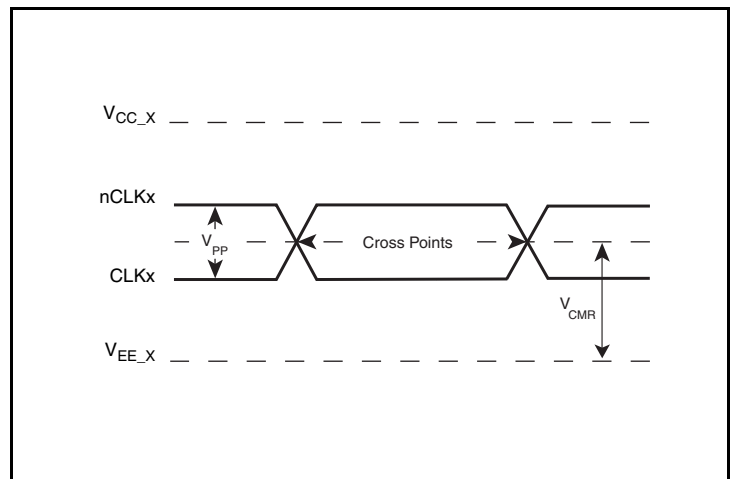 V_CC_X
nCLKx
V_PP
Cross Points
CLKx
V_CMR
V_EE_X